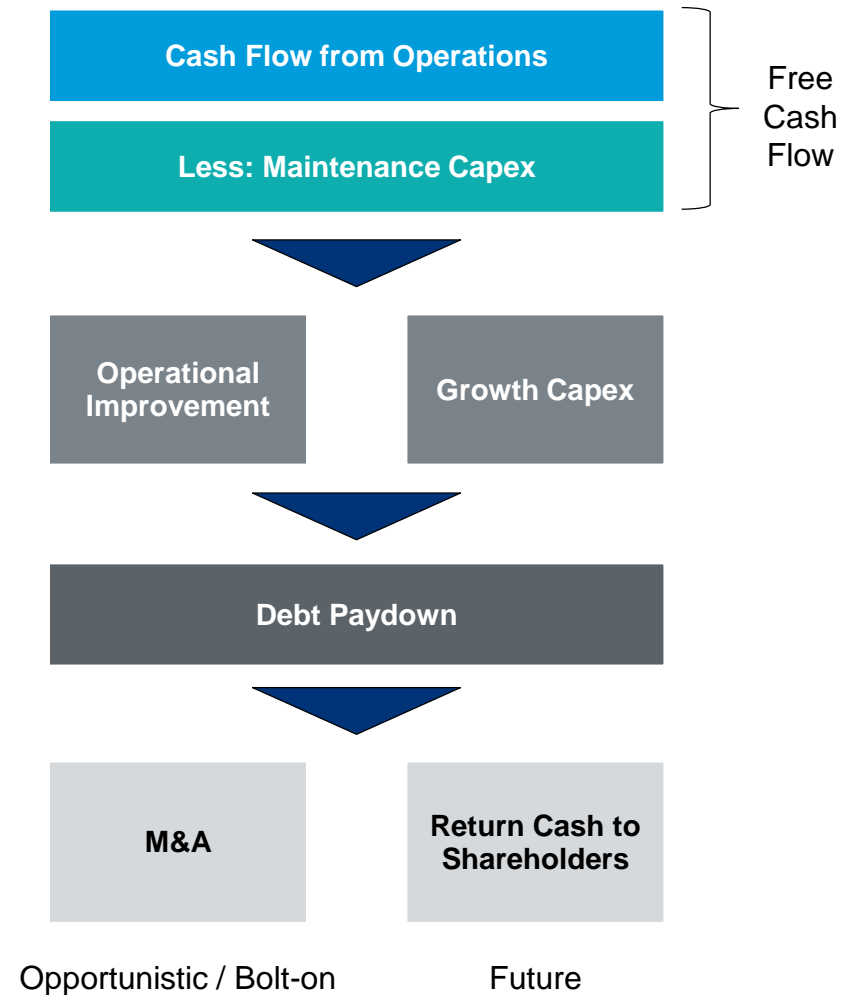 Cash Flow from Operations
Free
Cash
Flow
Less: Maintenance Capex
Operational
Improvement
Growth Capex
Debt Paydown
M&A
Return Cash to
Shareholders
Opportunistic / Bolt-on
Future